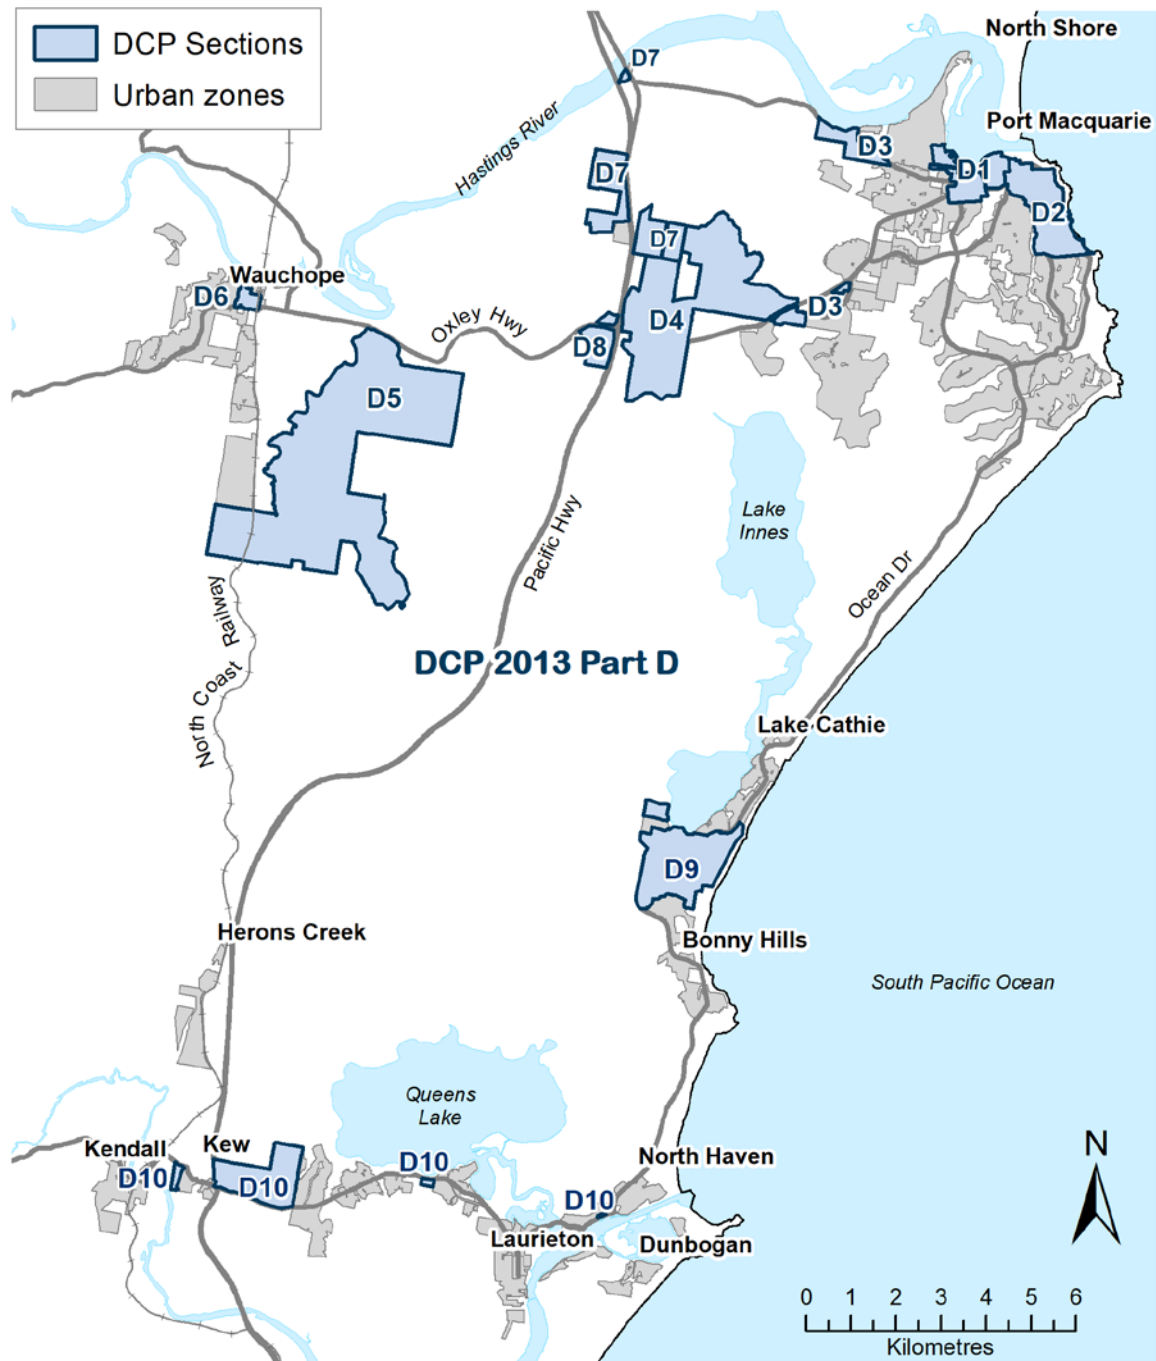 DCP Sections
Urban zones
North Shore
D7
Hastings River
Port Macquarie
D3
D7
D1
D2
D7
Wauchope
D6
D3
Oxley Hwy
D4
D8
D5
Lake
Innes
Pacific Hwy
Ocean Dr
North Coast Railway
DCP 2013 Part D
Lake Cathie
D9
Herons Creek
Bonny Hills
South Pacific Ocean
Queens
Lake
N
Kendall
Kew
North Haven
D10
D10
D10
D10
Laurieton
Dunbogan
0 1 2 3 4 5 6
Kilometres